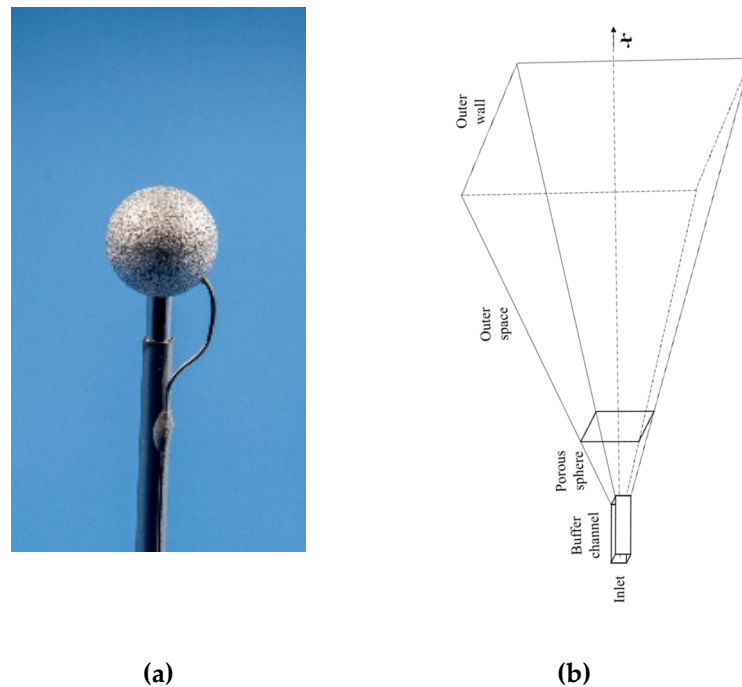 x
Outer
wall
Outer
space
Porous
sphere
Buffer
channel
Inlet
(a)
(b)